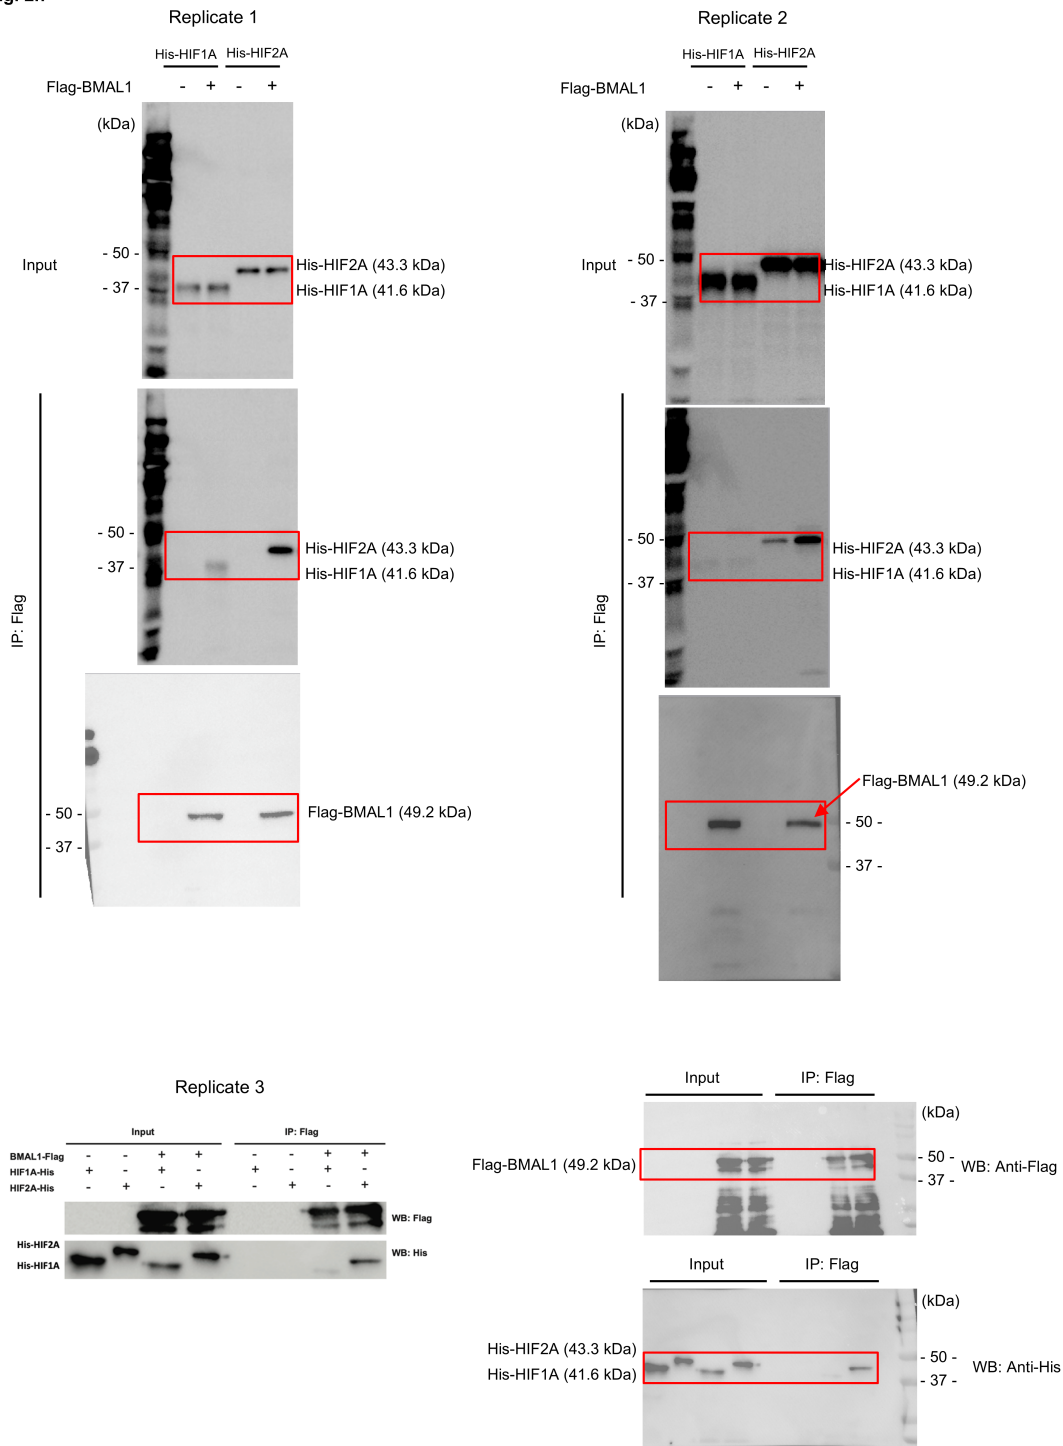 Replicate 1
His-HIF1A His-HIF2A
Flag-BMAL1 - + - +
(kDa)
- 50 -
Input
- 37 -
His-HIF2A (43.3 kDa)
His-HIF1A (41.6 kDa)
IP: Flag
- 50 -
- 37 -
His-HIF2A (43.3 kDa)
His-HIF1A (41.6 kDa)
- 50 -
- 37 -
Flag-BMAL1 (49.2 kDa)
Replicate 2
His-HIF1A His-HIF2A
Flag-BMAL1 - + - +
(kDa)
- 50 -
Input
- 37 -
His-HIF2A (43.3 kDa)
His-HIF1A (41.6 kDa)
IP: Flag
- 50 -
- 37 -
His-HIF2A (43.3 kDa)
His-HIF1A (41.6 kDa)
Flag-BMAL1 (49.2 kDa)
- 50 -
- 37 -
Replicate 3
Input IP: Flag
BMAL1-Flag - - + + - - + +
HIF1A-His + - + - + - + -
HIF2A-His - + - + - + - +
WB: Flag
His-HIF2A
WB: His
His-HIF1A
Input IP: Flag
(kDa)
Flag-BMAL1 (49.2 kDa)
- 50 -
WB: Anti-Flag
- 37 -
Input IP: Flag
(kDa)
His-HIF2A (43.3 kDa)
- 50 -
WB: Anti-His
His-HIF1A (41.6 kDa)
- 37 -